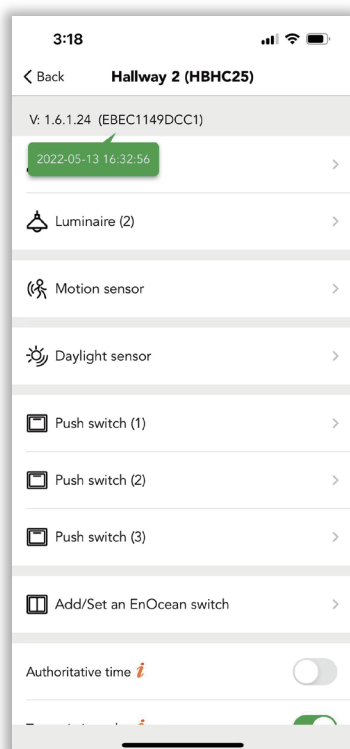 3:18
Back Hallway 2 (HBHC25)
V: 1.6.1.24 (EBEC1149DCC1)
2022-05-13 16:32:56
Luminaire (2)
Motion sensor
Daylight sensor
Push switch (1)
Push switch (2)
Push switch (3)
Add/Set an EnOcean switch
Authoritative time i